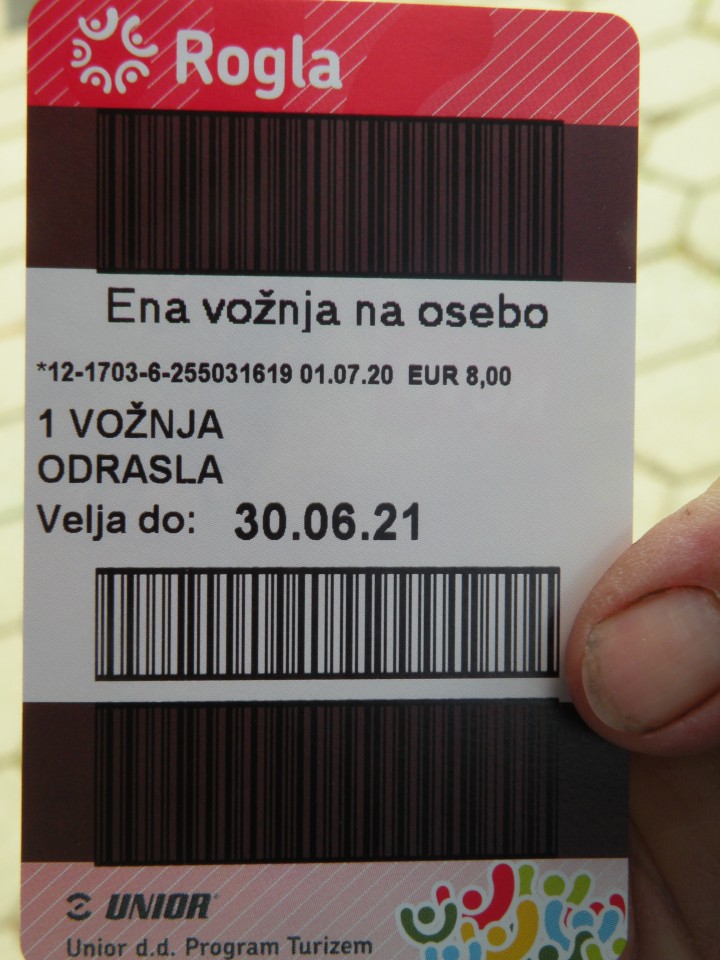 Rogla
Ena vožnja na osebo
*12-1703-6-255031619 01.07.20 EUR 8,00
1 VOŽNJA
ODRASLA
Velja do: 30.06.21
UNIOR
Unior d.d. Program Turizem